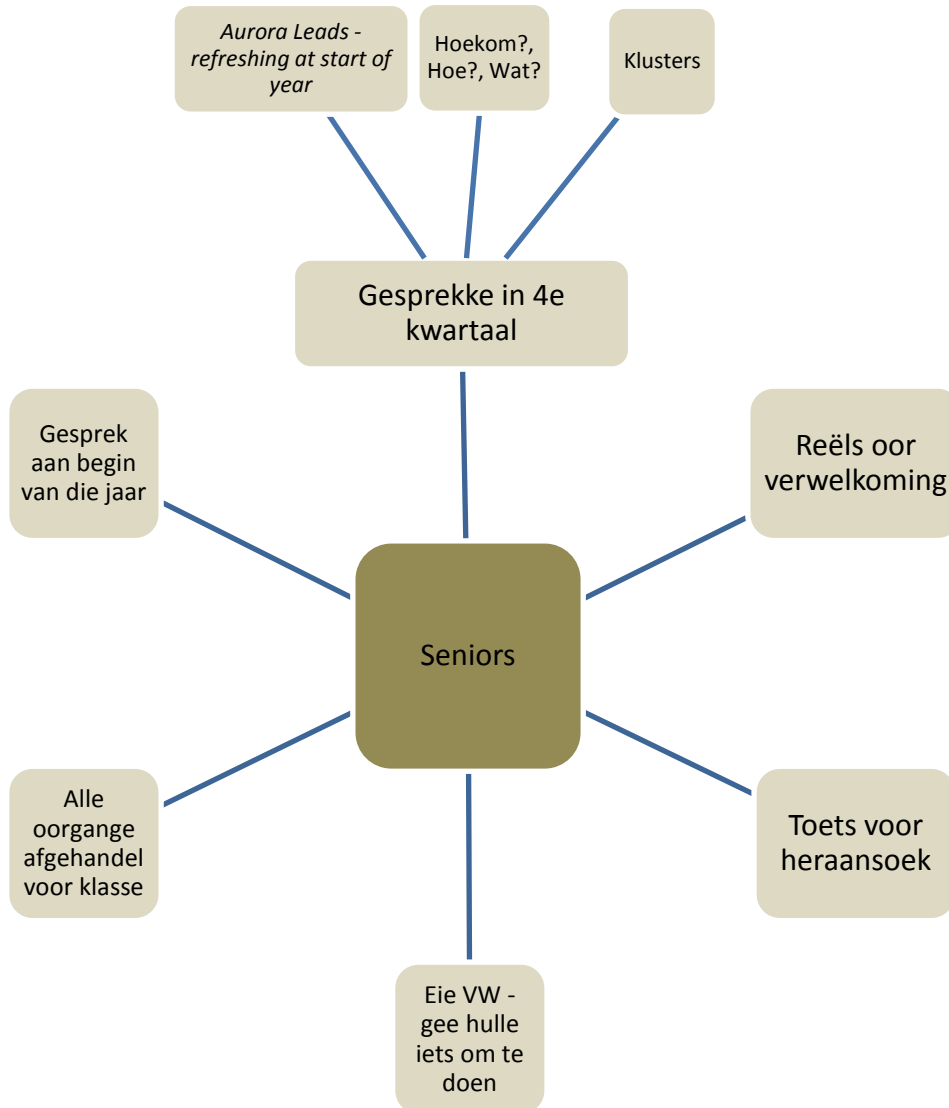 Aurora Leads -
refreshing at start of
year
Hoekom?,
Hoe?, Wat?
Klusters
Gesprekke in 4e
kwartaal
Gesprek
aan begin
van die jaar
Reëls oor
verwelkoming
Seniors
Alle
oorgange
afgehandel
voor klasse
Toets voor
heraansoek
Eie VW -
gee hulle
iets om te
doen